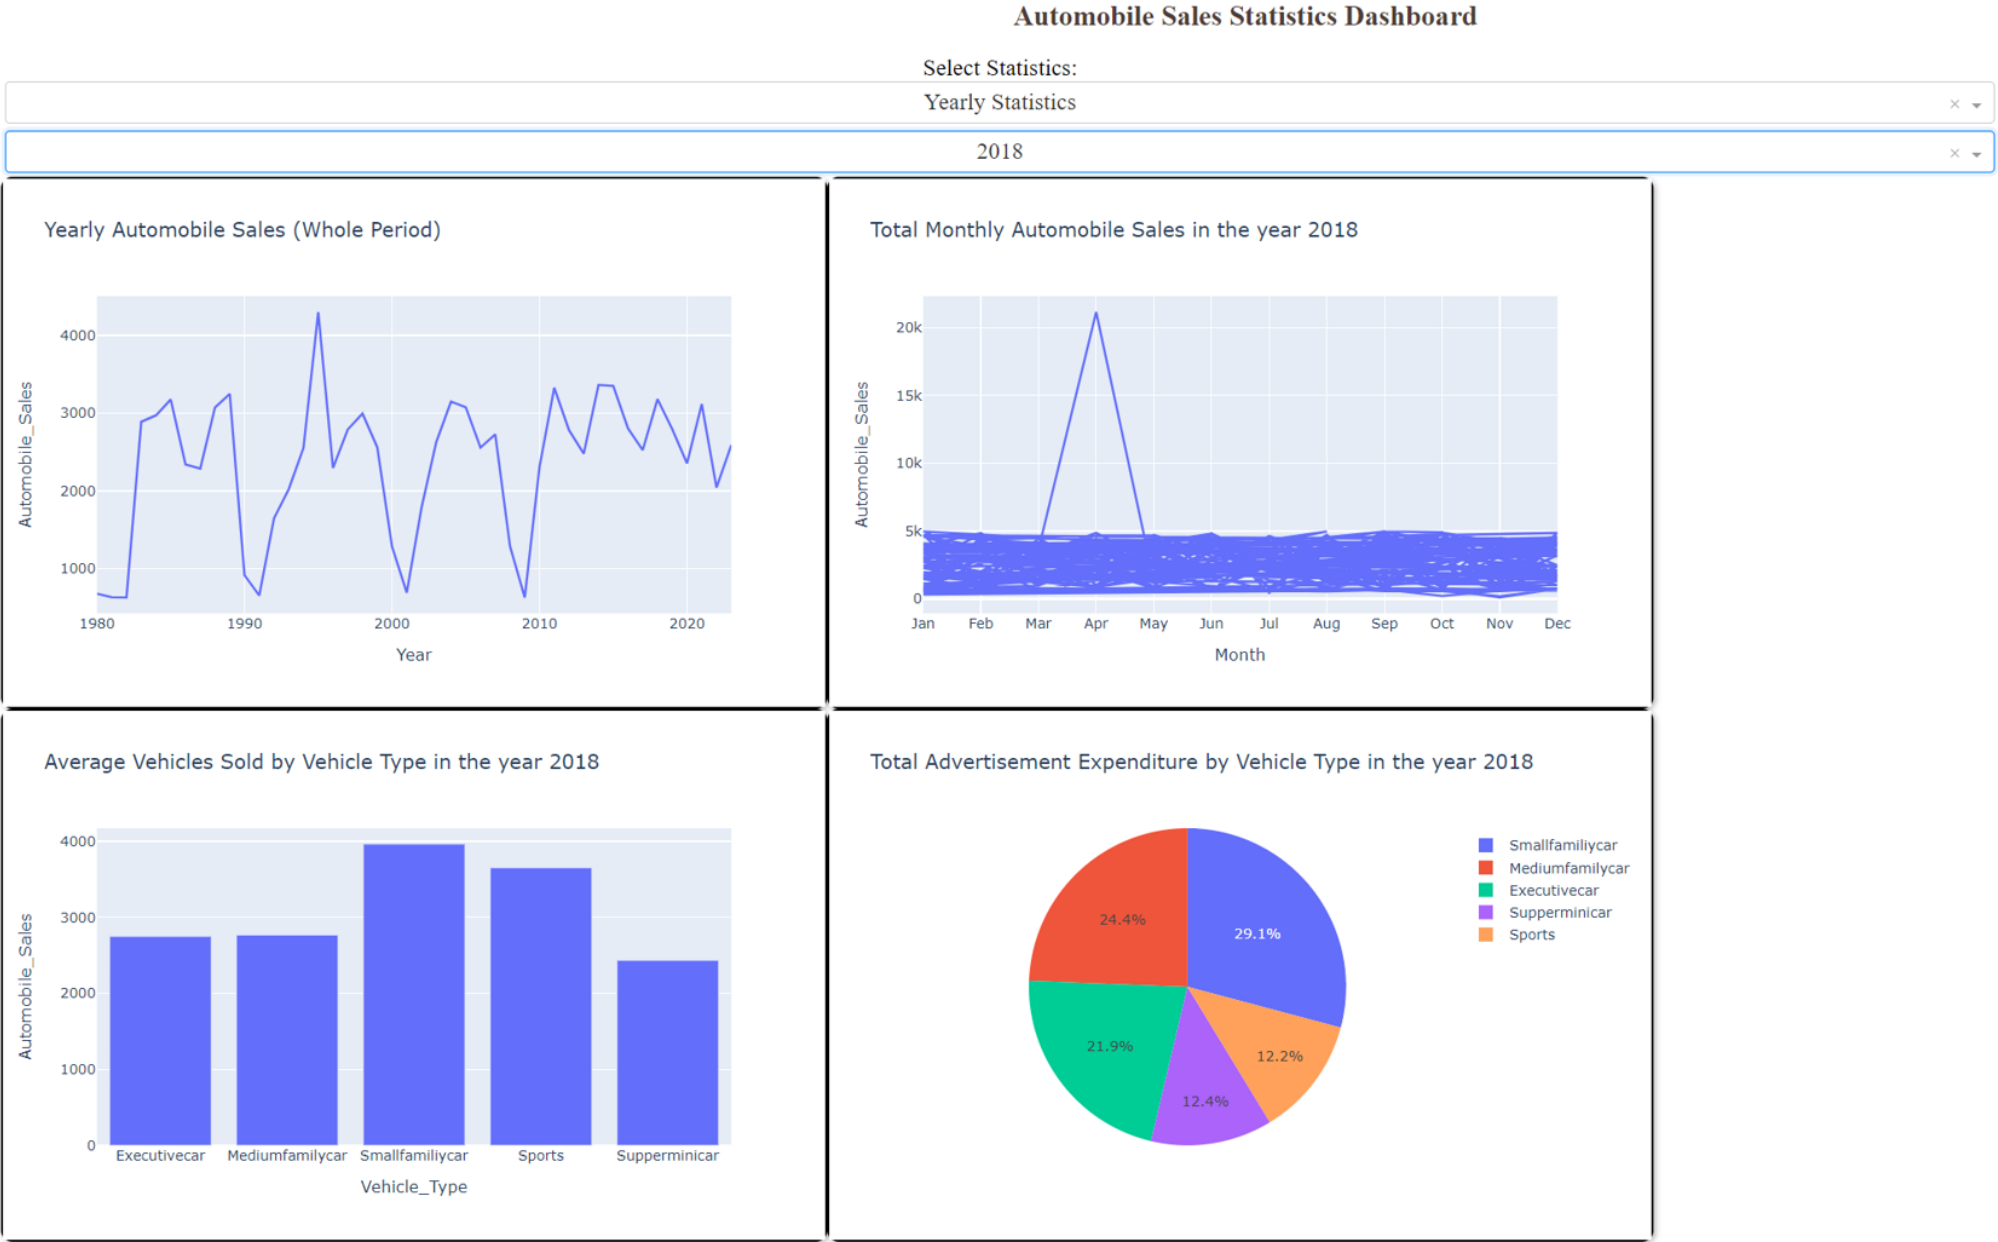 Automobile Sales Statistics Dashboard
Select Statistics:
Yearly Statistics
2018
Yearly Automobile Sales (Whole Period)
4000
3000
2000
1000
Automobile_Sales
1980 1990 2000 2010 2020
Year
Total Monthly Automobile Sales in the year 2018
20k
15k
10k
5k
0
Automobile_Sales
Jan Feb Mar Apr May Jun Jul Aug Sep Oct Nov Dec
Month
Average Vehicles Sold by Vehicle Type in the year 2018
4000
3000
2000
1000
0
Automobile_Sales
Executivecar Mediumfamilycar Smallfamiliycar Sports Supperminicar
Vehicle_Type
Total Advertisement Expenditure by Vehicle Type in the year 2018
24.4%
29.1%
21.9%
12.2%
12.4%
Smallfamiliycar
Mediumfamilycar
Executivecar
Supperminicar
Sports